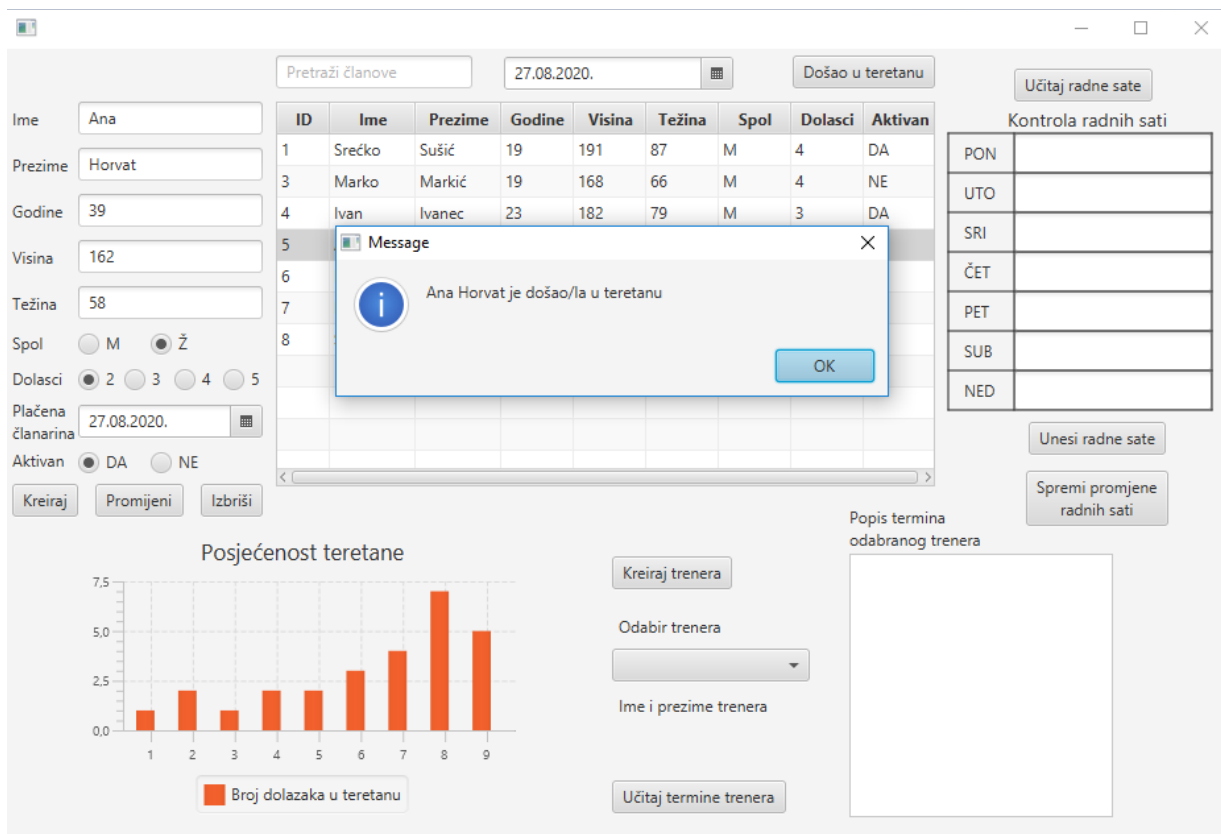 Pretraži članove
27.08.2020.
Došao u teretanu
Učitaj radne sate
Ime
Ana
Prezime
Horvat
Godine
39
Visina
162
Težina
58
Spol
M
Ž
Dolasci
2
3
4
5
Plačena
članarina
27.08.2020.
Aktivan
DA
NE
Kreiraj
Promijeni
Izbriši
ID Ime Prezime Godine Visina Težina Spol Dolasci Aktivan
1 Srećko Sušić 19 191 87 M 4 DA
3 Marko Markić 19 168 66 M 4 NE
4 Ivan Ivanec 23 182 79 M 3 DA
5
6
7
8
Message
Ana Horvat je došao/la u teretanu
OK
Kontrola radnih sati
PON
UTO
SRI
ČET
PET
SUB
NED
Unesi radne sate
Spremi promjene
radnih sati
Posjećenost teretane
7,5
5,0
2,5
0,0
1 2 3 4 5 6 7 8 9
Broj dolazaka u teretanu
Kreiraj trenera
Odabir trenera
Ime i prezime trenera
Učitaj termine trenera
Popis termina
odabranog trenera